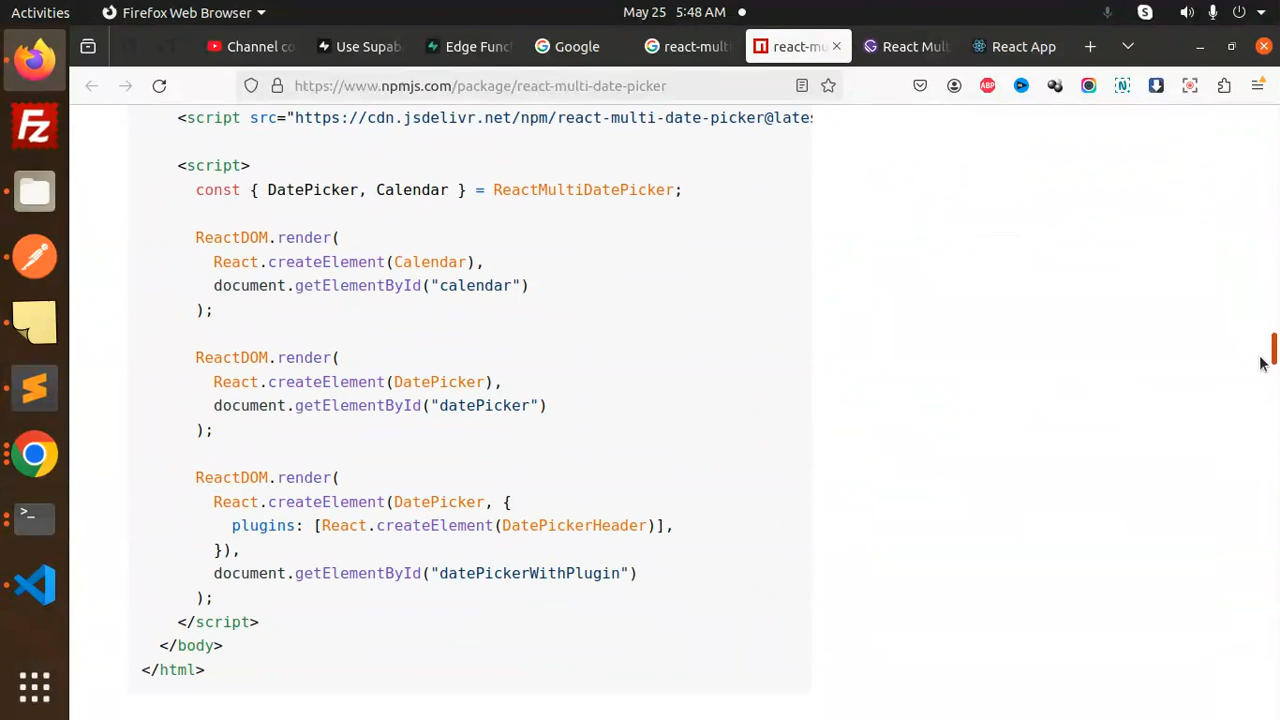 Activities
Firefox Web Browser
May 25 5:48 AM
Channel co
Use Supab
Edge Func
Google
react-mult
react-mu
React Mul
React App
https://www.npmjs.com/package/react-multi-date-picker
ABP
<script src="https://cdn.jsdelivr.net/npm/react-multi-date-picker@lates
<script>
const { DatePicker, Calendar } = ReactMultiDatePicker;
ReactDOM.render(
React.createElement(Calendar),
document.getElementById("calendar")
);
ReactDOM.render(
React.createElement(DatePicker),
document.getElementById("datePicker")
);
ReactDOM.render(
React.createElement(DatePicker, {
plugins: [React.createElement(DatePickerHeader)],
}),
document.getElementById("datePickerWithPlugin")
);
</script>
</body>
</html>